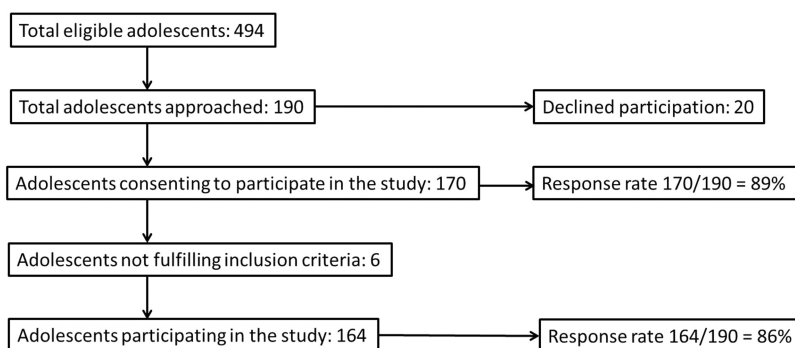 Total eligible adolescents: 494
Total adolescents approached: 190
Declined participation: 20
Adolescents consenting to participate in the study: 170
Response rate 170/190 = 89%
Adolescents not fulfilling inclusion criteria: 6
Adolescents participating in the study: 164
Response rate 164/190 = 86%